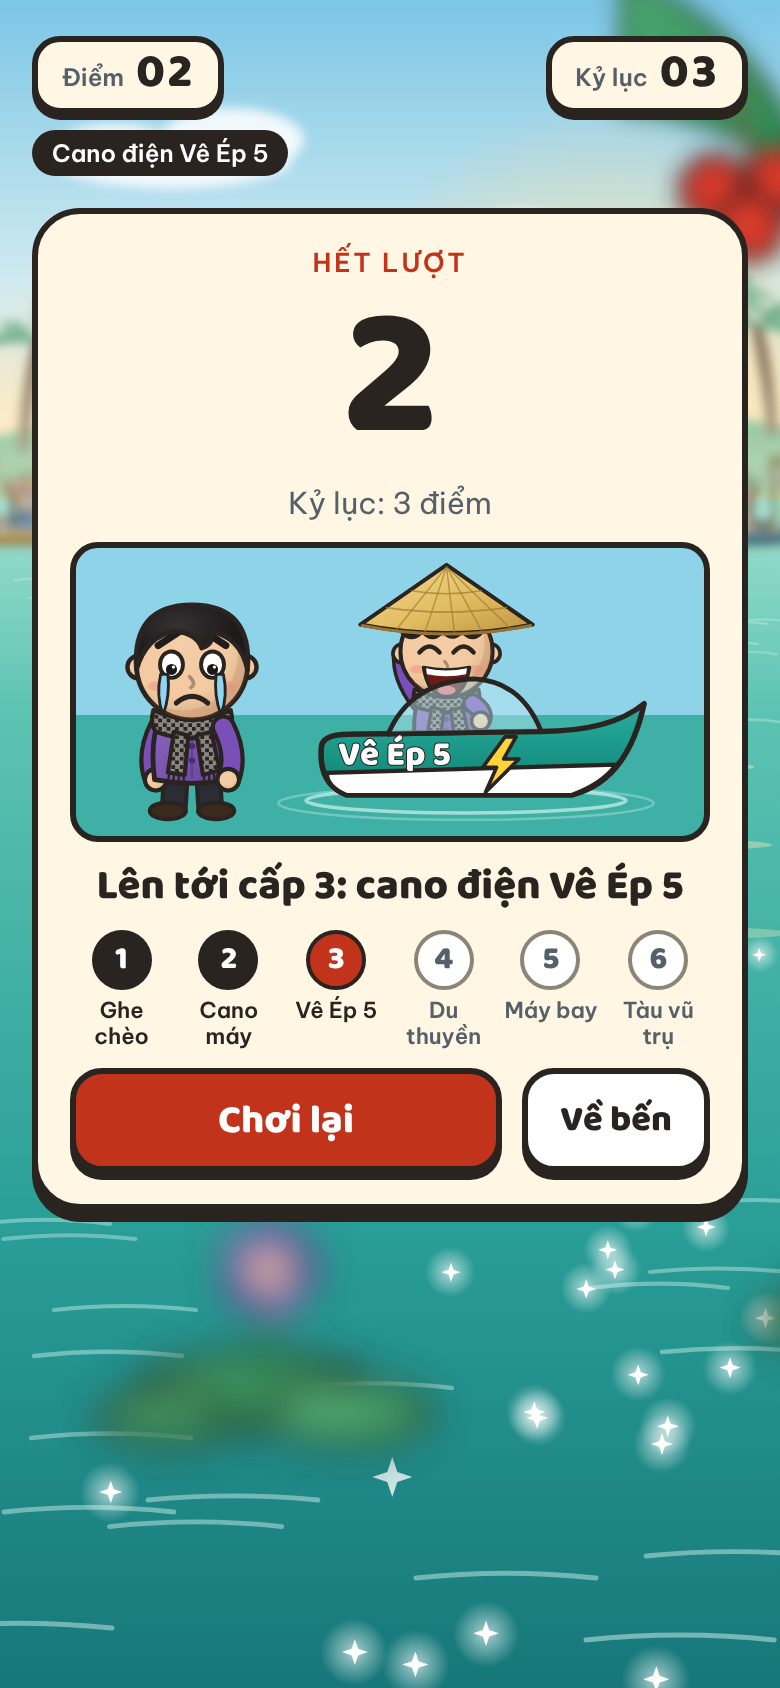 Điểm 02
Kỷ lục 03
Cano điện Vê Ép 5
HẾT LƯỢT
2
Kỷ lục: 3 điểm
Vê Ép 5
Lên tới cấp 3: cano điện Vê Ép 5
1 2 3 4 5 6
Ghe chèo
Cano máy
Vê Ép 5
Du thuyền
Máy bay
Tàu vũ trụ
Chơi lại
Về bến